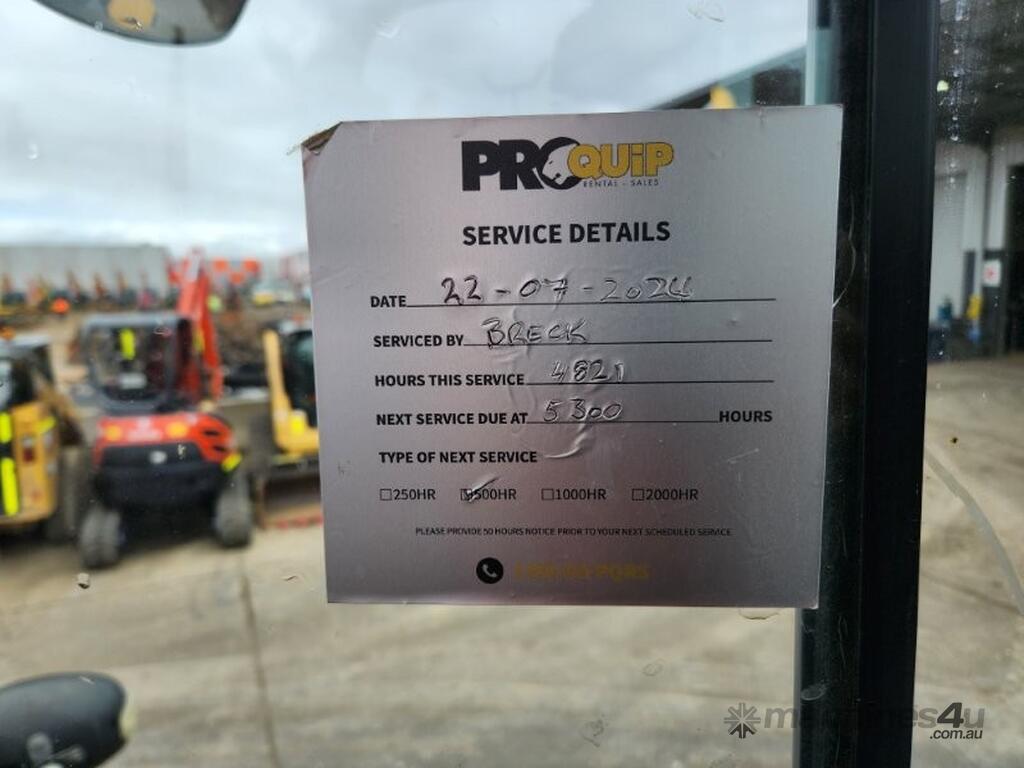 PROQUIP
RENTAL - SALES
SERVICE DETAILS
DATE 22-07-2024
SERVICED BY BRECK
HOURS THIS SERVICE 4821
NEXT SERVICE DUE AT 5300 HOURS
TYPE OF NEXT SERVICE
☐250HR ☑500HR ☐1000HR ☐2000HR
PLEASE PROVIDE 50 HOURS NOTICE PRIOR TO YOUR NEXT SCHEDULED SERVICE
PQRS
machines4u
.com.au